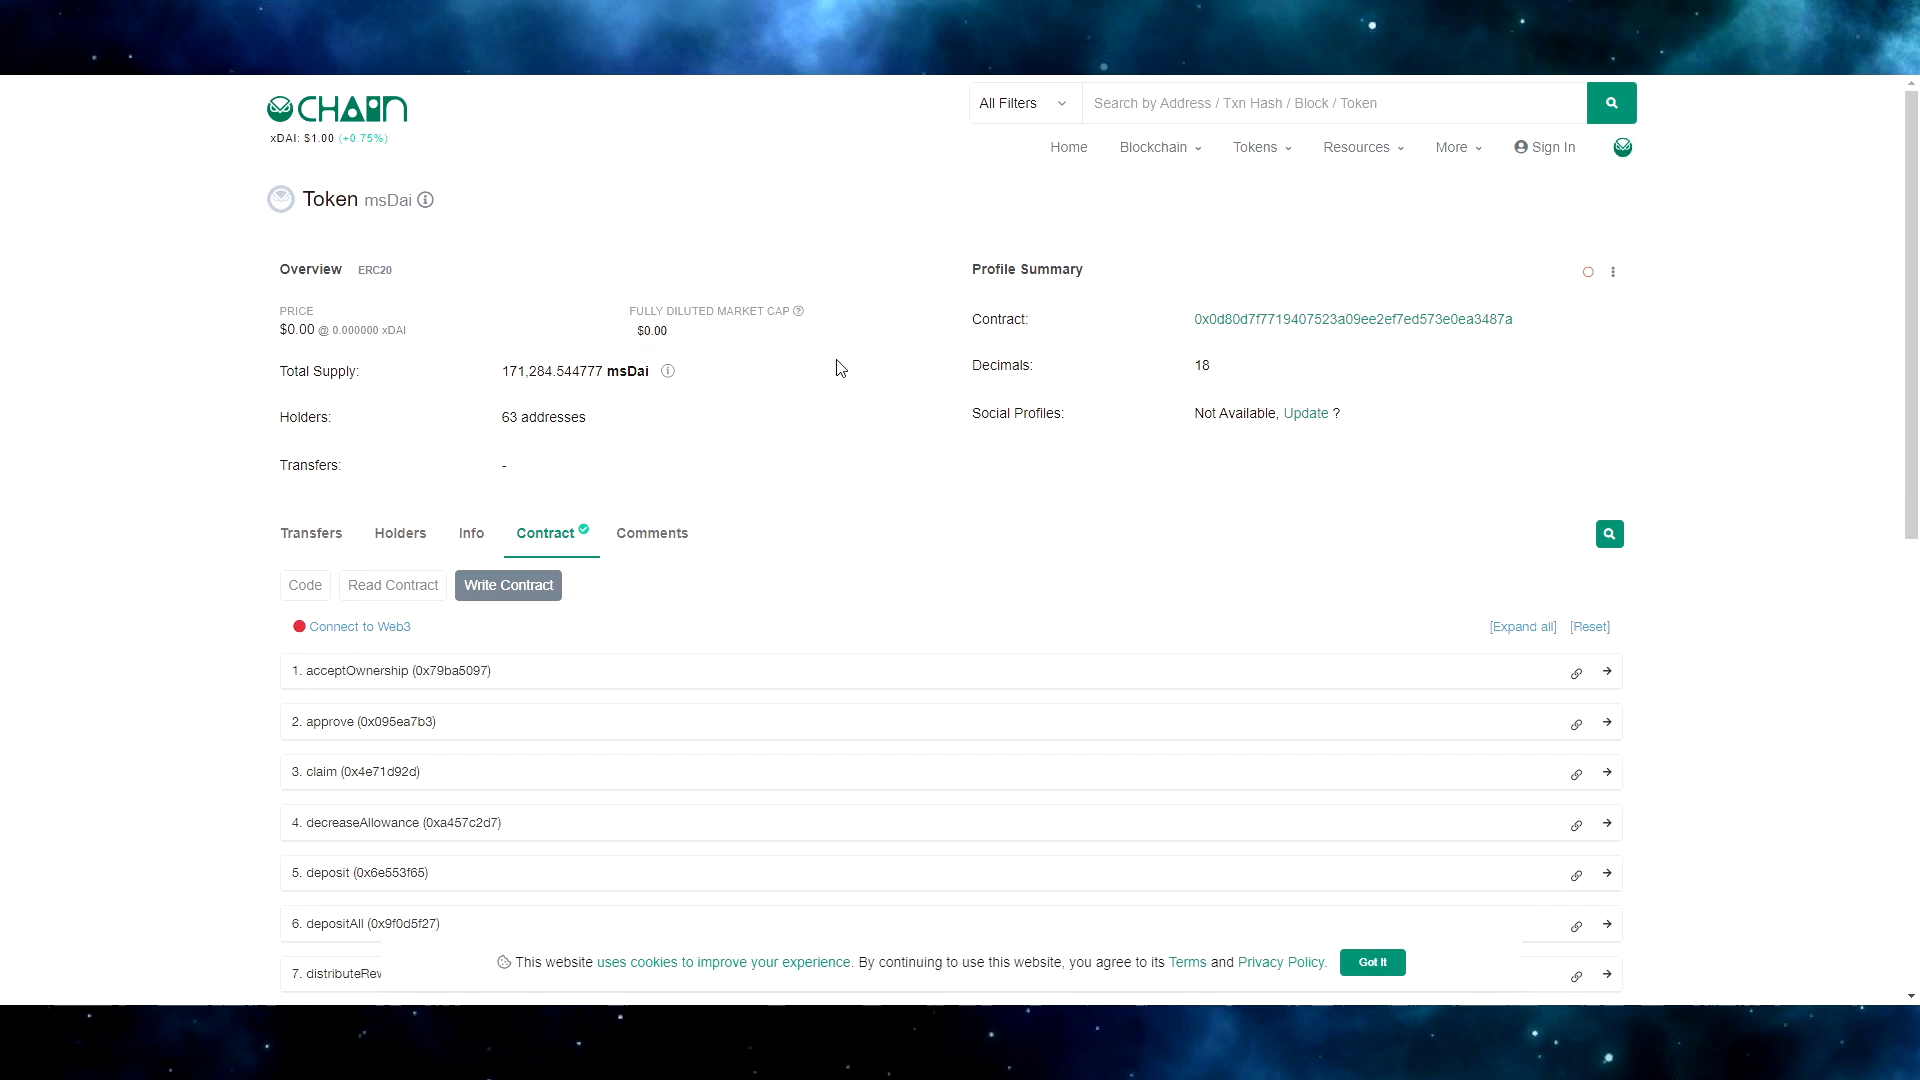 CHAIN
xDAI: $1.00 (+0.75%)
All Filters
Search by Address / Txn Hash / Block / Token
Home
Blockchain
Tokens
Resources
More
Sign In
Token msDai
Overview ERC20
PRICE
$0.00 @ 0.000000 xDAI
FULLY DILUTED MARKET CAP
$0.00
Total Supply: 171,284.544777 msDai
Holders: 63 addresses
Transfers: -
Profile Summary
Contract: 0x0d80d7f7719407523a09ee2ef7ed573e0ea3487a
Decimals: 18
Social Profiles: Not Available, Update ?
Transfers Holders Info Contract Comments
Code Read Contract Write Contract
Connect to Web3
[Expand all] [Reset]
1. acceptOwnership (0x79ba5097)
2. approve (0x095ea7b3)
3. claim (0x4e71d92d)
4. decreaseAllowance (0xa457c2d7)
5. deposit (0x6e553f65)
6. depositAll (0x9f0d5f27)
7. distributeRev
This website uses cookies to improve your experience. By continuing to use this website, you agree to its Terms and Privacy Policy.
Got It